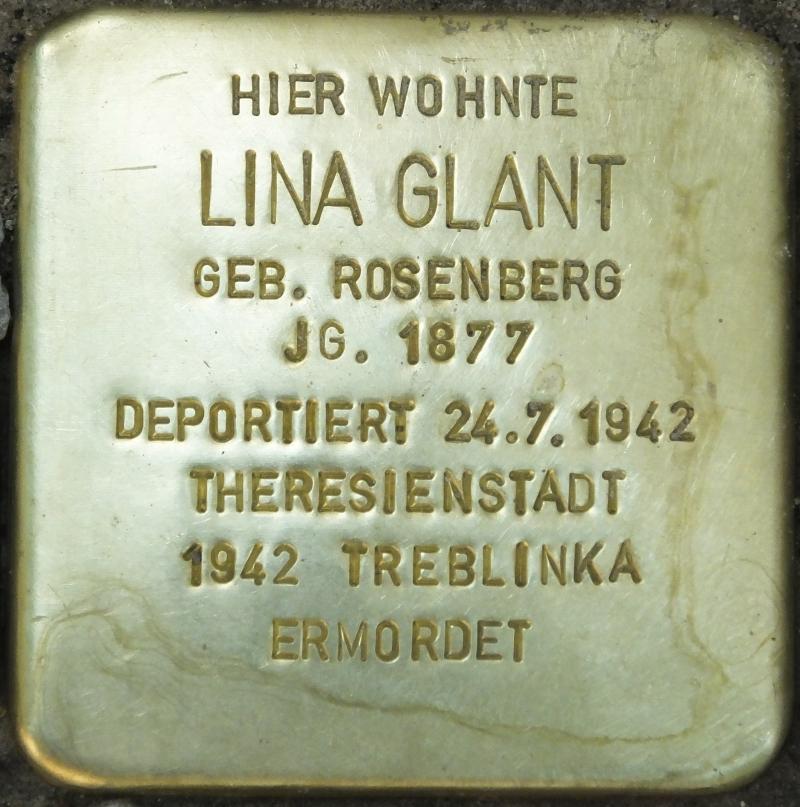 HIER WOHNTE
LINA GLANT
GEB. ROSENBERG
JG. 1877
DEPORTIERT 24.7.1942
THERESIENSTADT
1942 TREBLINKA
ERMORDET